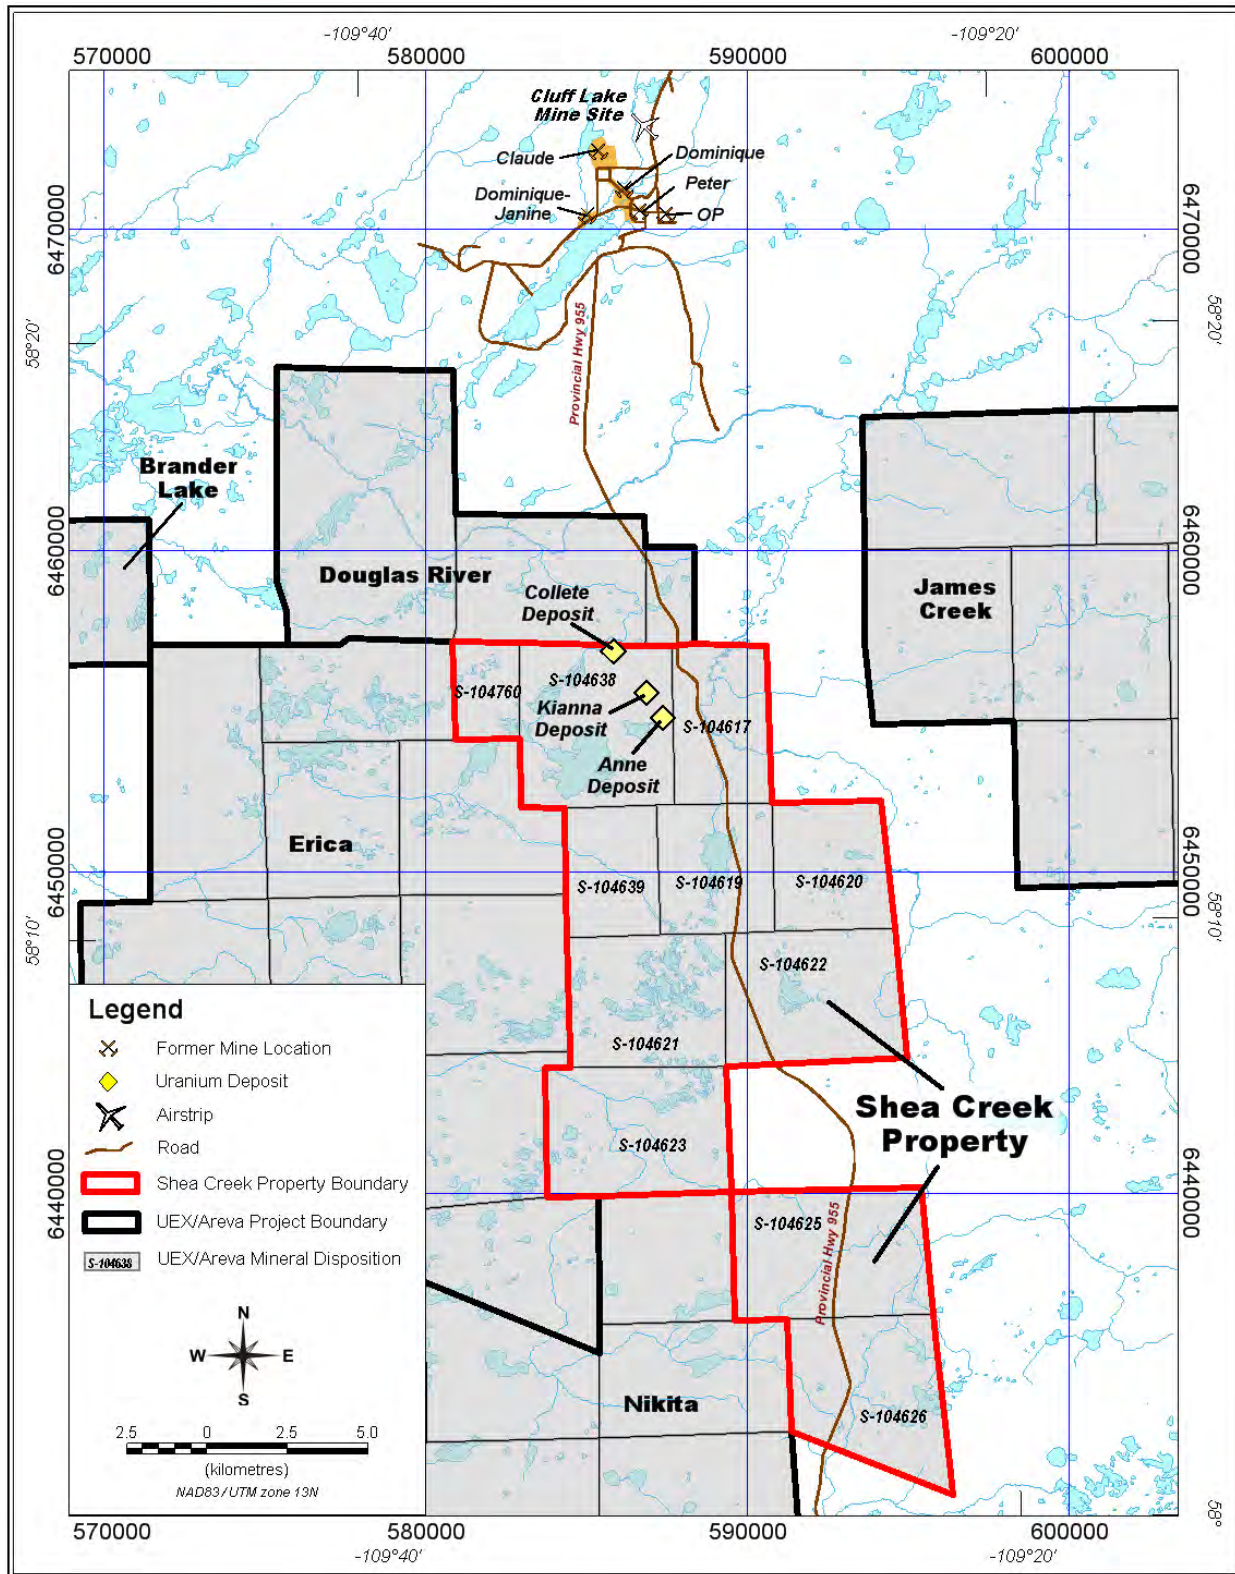 -109°40'
-109°20'
570000
580000
590000
600000
Cluff Lake
Mine Site
Claude
Dominique
Dominique-
Janine
Peter
OP
6470000
6470000
Provincial Hwy 955
58°20'
58°20'
Brander
Lake
Douglas River
6460000
6460000
James
Creek
Collete
Deposit
S-104760
S-104638
Kianna
Deposit
S-104617
Anne
Deposit
Erica
6450000
6450000
S-104639
S-104619
S-104620
58°10'
58°10'
S-104622
S-104621
Shea Creek
Property
S-104623
6440000
6440000
S-104625
Provincial Hwy 955
Nikita
S-104626
58°
Legend
Former Mine Location
Uranium Deposit
Airstrip
Road
Shea Creek Property Boundary
UEX/Areva Project Boundary
S-104638 UEX/Areva Mineral Disposition
N
W E
S
2.5 0 2.5 5.0
(kilometres)
NAD83 / UTM zone 13N
570000
580000
590000
600000
-109°40'
-109°20'